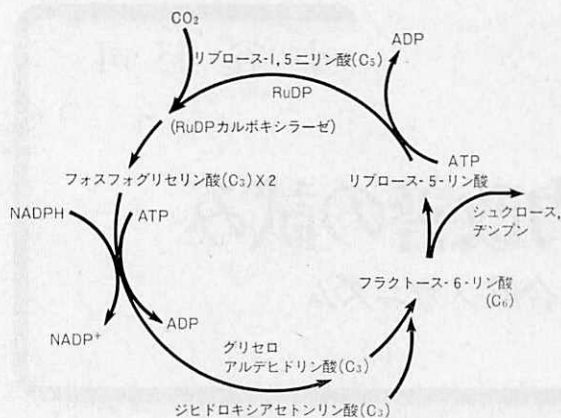 CO₂
ADP
リブロース-1,5二リン酸(C₅)
RuDP
(RuDPカルボキシラーゼ)
ATP
フォスフォグリセリン酸(C₃)X2
リブロース-5-リン酸
NADPH
ATP
シュクロース,
デンプン
フラクトース-6-リン酸
(C₆)
NADP⁺
ADP
グリセロ
アルデヒドリン酸(C₃)
ジヒドロキシアセトンリン酸(C₃)